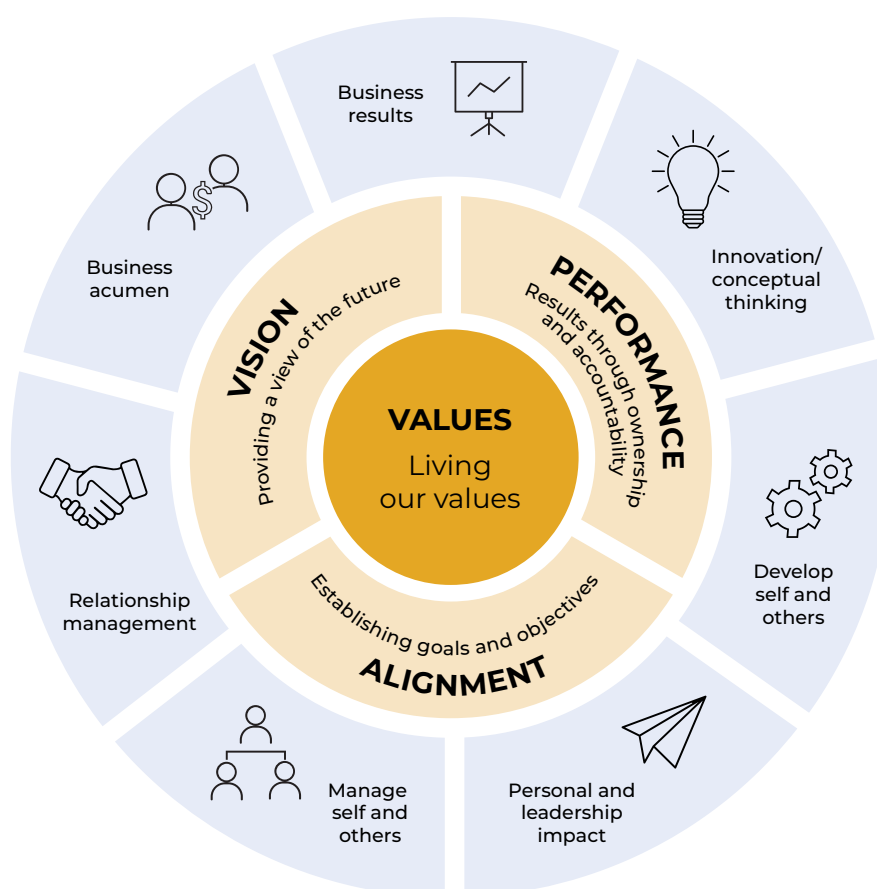 Business
results
Innovation/
conceptual
thinking
Develop
self and
others
Personal and
leadership
impact
Manage
self and
others
Relationship
management
Business
acumen
$
VISION
Providing a view of the future
PERFORMANCE
Results through ownership
and accountability
Establishing goals and objectives
ALIGNMENT
VALUES
Living
our values